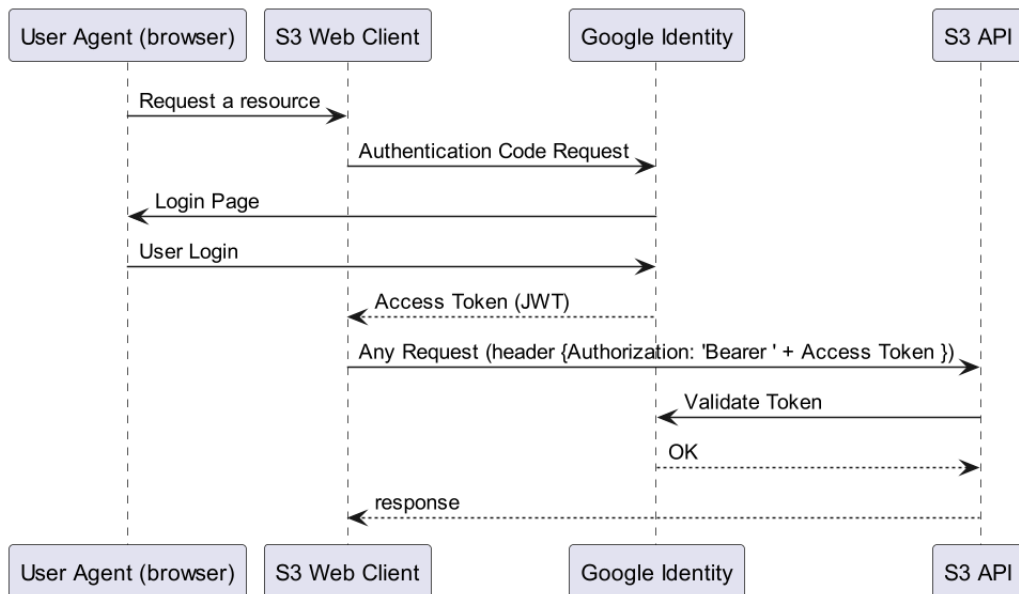 User Agent (browser) S3 Web Client Google Identity S3 API
Request a resource
Authentication Code Request
Login Page
User Login
Access Token (JWT)
Any Request (header {Authorization: 'Bearer ' + Access Token })
Validate Token
OK
response
User Agent (browser) S3 Web Client Google Identity S3 API